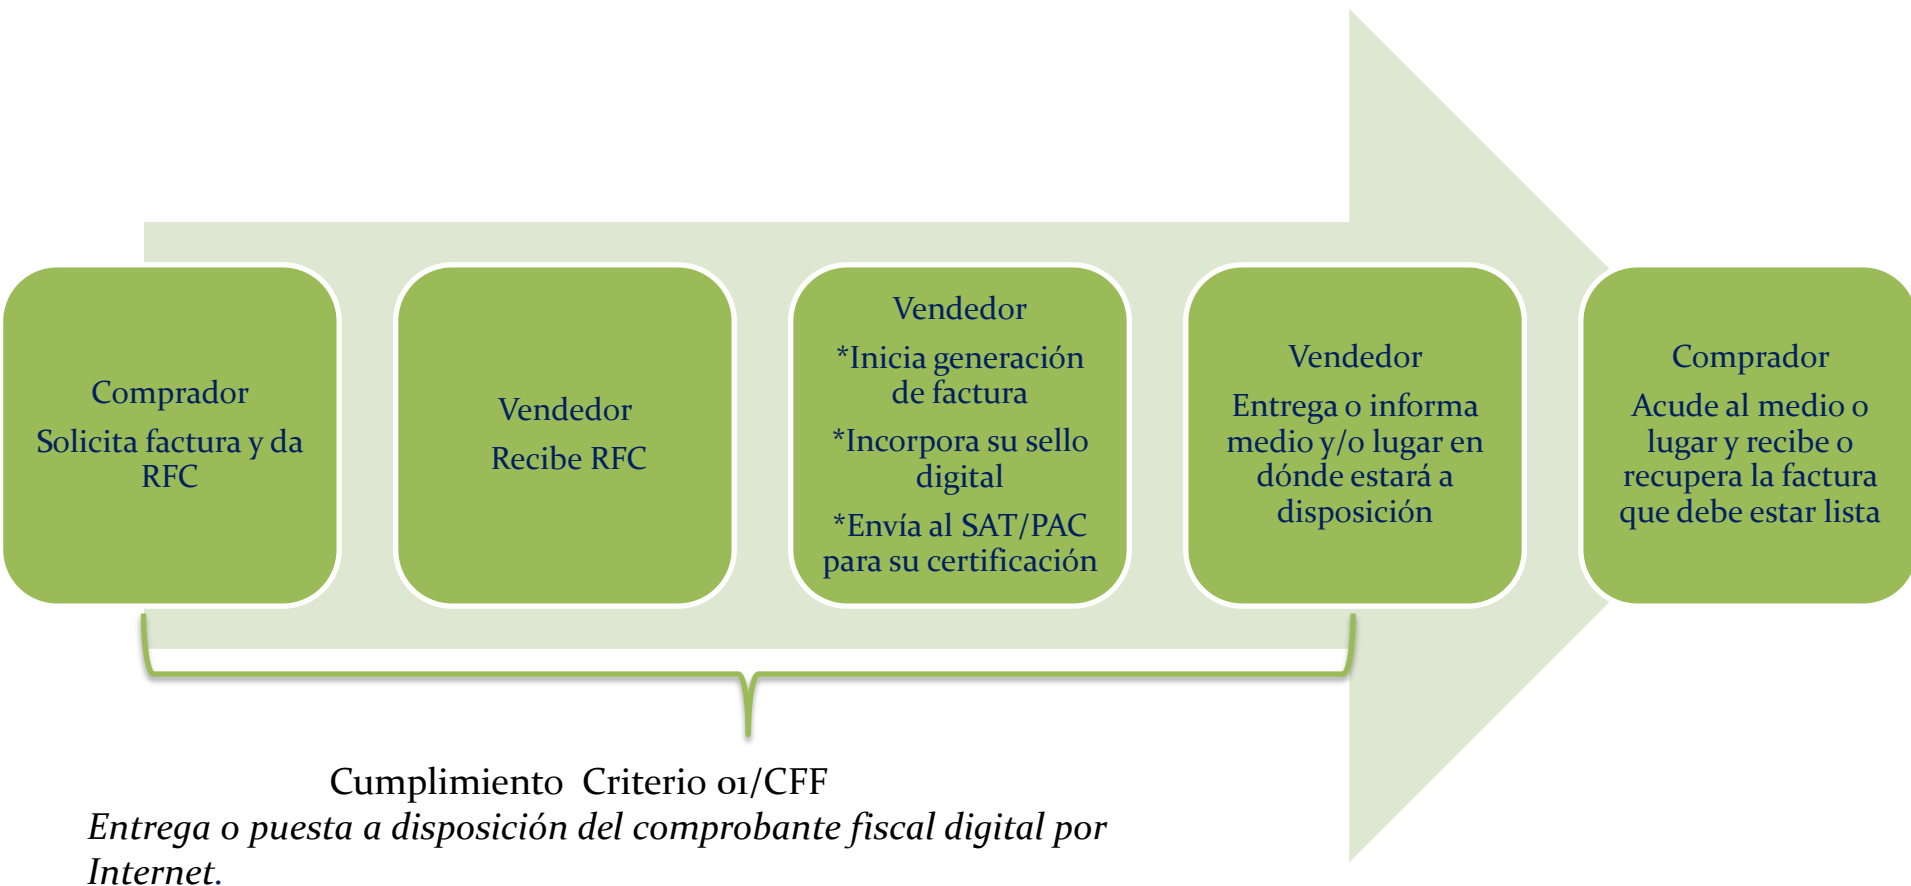 Comprador
Solicita factura y da
RFC
Vendedor
Recibe RFC
Vendedor
*Inicia generación
de factura
*Incorpora su sello
digital
*Envía al SAT/PAC
para su certificación
Vendedor
Entrega o informa
medio y/o lugar en
dónde estará a
disposición
Comprador
Acude al medio o
lugar y recibe o
recupera la factura
que debe estar lista
Cumplimiento Criterio 01/CFF
Entrega o puesta a disposición del comprobante fiscal digital por
Internet.